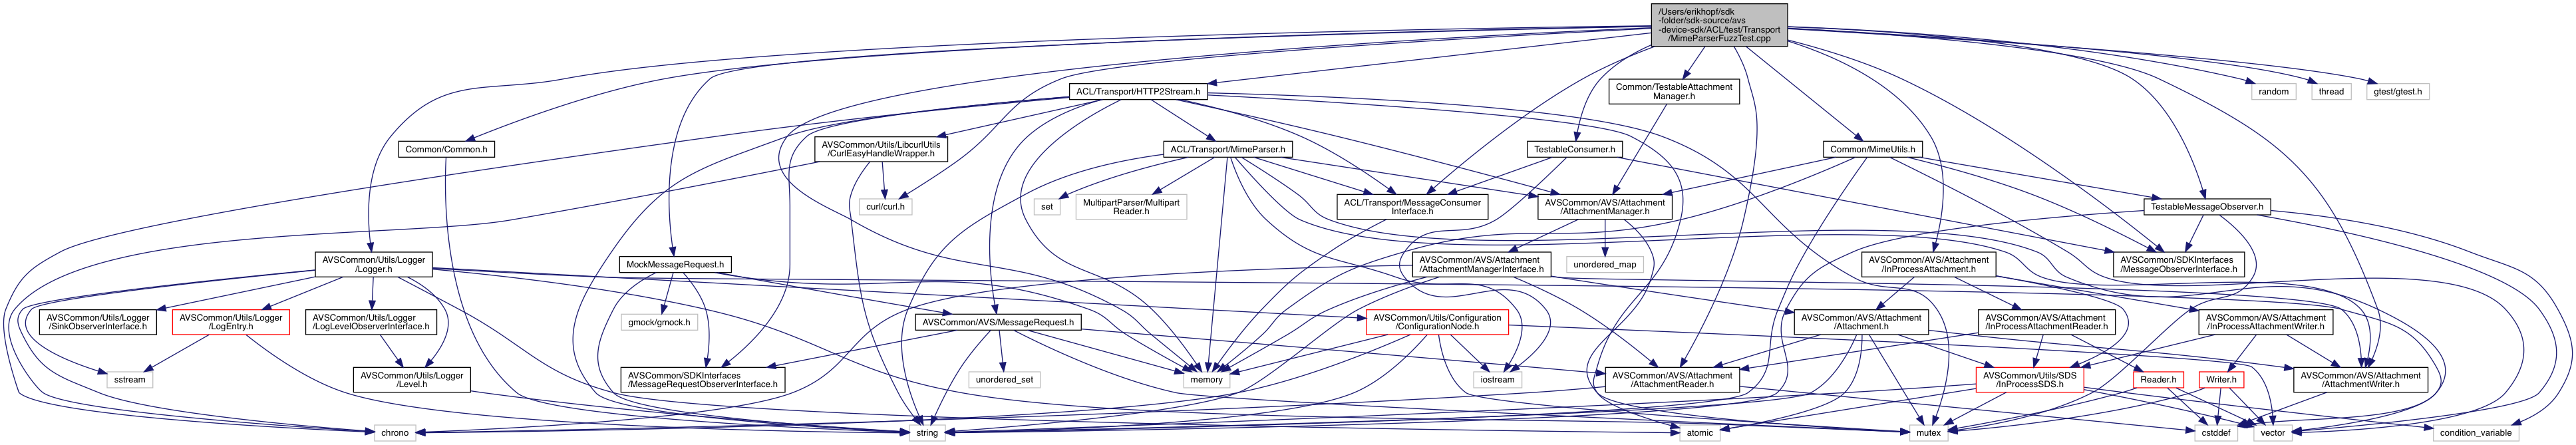 /Users/erikhopf/sdk
-folder/sdk-source/avs
-device-sdk/ACL/test/Transport
/MimeParserFuzzTest.cpp
ACL/Transport/HTTP2Stream.h
Common/TestableAttachment
Manager.h
random
thread
gtest/gtest.h
Common/Common.h
AVSCommon/Utils/LibcurlUtils
/CurlEasyHandleWrapper.h
ACL/Transport/MimeParser.h
TestableConsumer.h
Common/MimeUtils.h
curl/curl.h
set
MultipartParser/Multipart
Reader.h
ACL/Transport/MessageConsumer
Interface.h
AVSCommon/AVS/Attachment
/AttachmentManager.h
TestableMessageObserver.h
AVSCommon/Utils/Logger
/Logger.h
MockMessageRequest.h
AVSCommon/AVS/Attachment
/AttachmentManagerInterface.h
unordered_map
AVSCommon/AVS/Attachment
/InProcessAttachment.h
AVSCommon/SDKInterfaces
/MessageObserverInterface.h
AVSCommon/Utils/Logger
/SinkObserverInterface.h
AVSCommon/Utils/Logger
/LogEntry.h
AVSCommon/Utils/Logger
/LogLevelObserverInterface.h
gmock/gmock.h
AVSCommon/AVS/MessageRequest.h
AVSCommon/Utils/Configuration
/ConfigurationNode.h
AVSCommon/AVS/Attachment
/Attachment.h
AVSCommon/AVS/Attachment
/InProcessAttachmentReader.h
AVSCommon/AVS/Attachment
/InProcessAttachmentWriter.h
sstream
AVSCommon/Utils/Logger
/Level.h
AVSCommon/SDKInterfaces
/MessageRequestObserverInterface.h
unordered_set
memory
iostream
AVSCommon/AVS/Attachment
/AttachmentReader.h
AVSCommon/Utils/SDS
/InProcessSDS.h
Reader.h
Writer.h
AVSCommon/AVS/Attachment
/AttachmentWriter.h
chrono
string
atomic
mutex
cstddef
vector
condition_variable